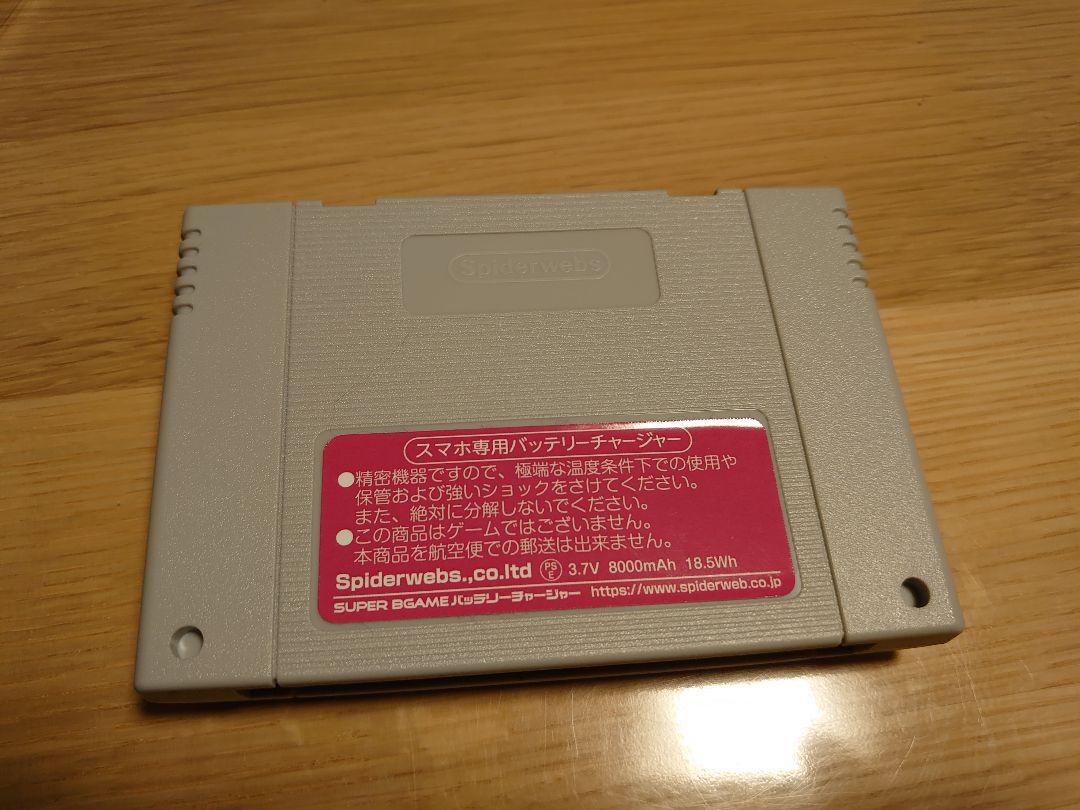 Spiderwebs
スマホ専用バッテリーチャージャー
●精密機器ですので、極端な温度条件下での使用や
保管および強いショックをさけてください。
また、絶対に分解しないでください。
●この商品はゲームではございません。
本商品を航空便での郵送は出来ません。
Spiderwebs.,co.ltd PSE 3.7V 8000mAh 18.5Wh
SUPER BGAME バッテリーチャージャー https://www.spiderweb.co.jp